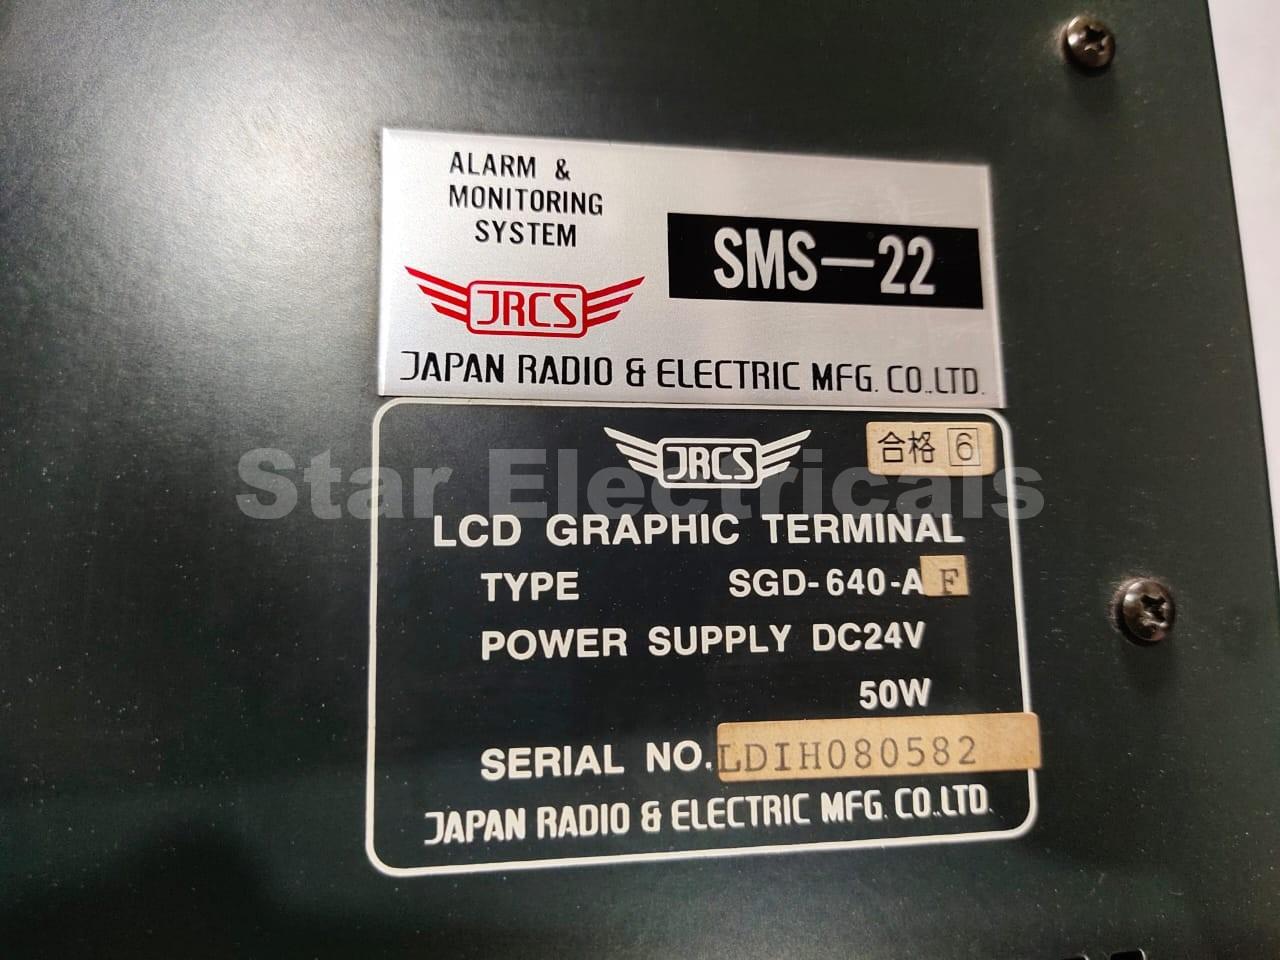 ALARM &
MONITORING
SYSTEM
SMS-22
JRCS
JAPAN RADIO & ELECTRIC MFG. CO.,LTD.
JRCS
合格 6
Star Electricals
LCD GRAPHIC TERMINAL
TYPE SGD-640-A F
POWER SUPPLY DC24V
50W
SERIAL NO. LDIH080582
JAPAN RADIO & ELECTRIC MFG. CO.,LTD.